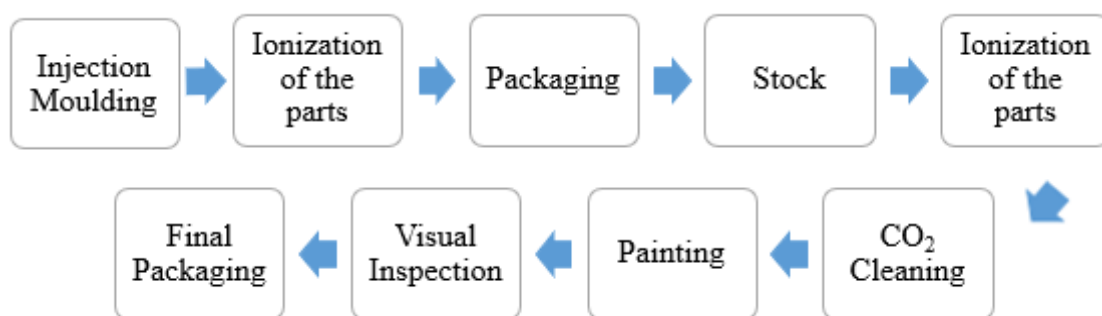 Injection
Moulding
Ionization
of the
parts
Packaging
Stock
Ionization
of the
parts
CO₂
Cleaning
Painting
Visual
Inspection
Final
Packaging